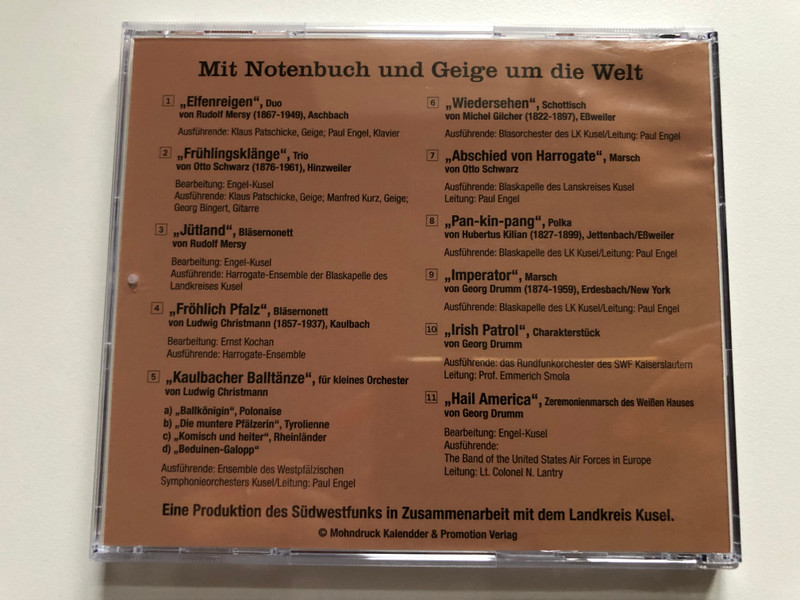 Mit Notenbuch und Geige um die Welt
1 „Elfenreigen“, Duo
von Rudolf Mersy (1867-1949), Aschbach
Ausführende: Klaus Patschicke, Geige; Paul Engel, Klavier
2 „Frühlingsklänge“, Trio
von Otto Schwarz (1876-1961), Hinzweiler
Bearbeitung: Engel-Kusel
Ausführende: Klaus Patschicke, Geige; Manfred Kurz, Geige;
Georg Bingert, Gitarre
3 „Jütland“, Bläsernonett
von Rudolf Mersy
Bearbeitung: Engel-Kusel
Ausführende: Harrogate-Ensemble der Blaskapelle des
Landkreises Kusel
4 „Fröhlich Pfalz“, Bläsernonett
von Ludwig Christmann (1857-1937), Kaulbach
Bearbeitung: Ernst Kochan
Ausführende: Harrogate-Ensemble
5 „Kaulbacher Balltänze“, für kleines Orchester
von Ludwig Christmann
a) „Ballkönigin“, Polonaise
b) „Die muntere Pfälzerin“, Tyrolienne
c) „Komisch und heiter“, Rheinländer
d) „Beduinen-Galopp“
Ausführende: Ensemble des Westpfälzischen
Symphonieorchesters Kusel/Leitung: Paul Engel
6 „Wiedersehen“, Schottisch
von Michel Gilcher (1822-1897), Eßweiler
Ausführende: Blasorchester des LK Kusel/Leitung: Paul Engel
7 „Abschied von Harrogate“, Marsch
von Otto Schwarz
Ausführende: Blaskapelle des Lanskreises Kusel
Leitung: Paul Engel
8 „Pan-kin-pang“, Polka
von Hubertus Kilian (1827-1899), Jettenbach/Eßweiler
Ausführende: Blaskapelle des LK Kusel/Leitung: Paul Engel
9 „Imperator“, Marsch
von Georg Drumm (1874-1959), Erdesbach/New York
Ausführende: Blaskapelle des LK Kusel/Leitung: Paul Engel
10 „Irish Patrol“, Charakterstück
von Georg Drumm
Ausführende: das Rundfunkorchester des SWF Kaiserslautern
Leitung: Prof. Emmerich Smola
11 „Hail America“, Zeremonienmarsch des Weißen Hauses
von Georg Drumm
Bearbeitung: Engel-Kusel
Ausführende:
The Band of the United States Air Forces in Europe
Leitung: Lt. Colonel N. Lantry
Eine Produktion des Südwestfunks in Zusammenarbeit mit dem Landkreis Kusel.
© Mohndruck Kalendder & Promotion Verlag